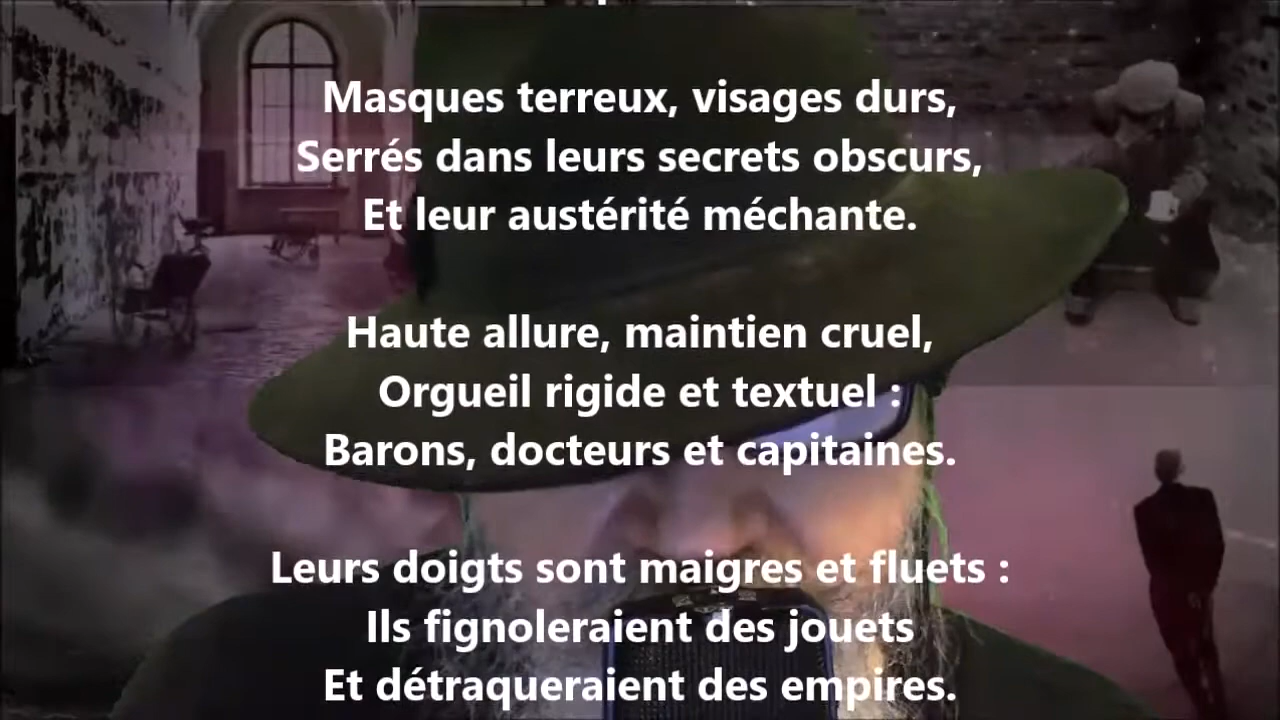 Masques terreux, visages durs,
Serrés dans leurs secrets obscurs,
Et leur austérité méchante.
Haute allure, maintien cruel,
Orgueil rigide et textuel :
Barons, docteurs et capitaines.
Leurs doigts sont maigres et fluets :
Ils fignoleraient des jouets
Et détraqueraient des empires.